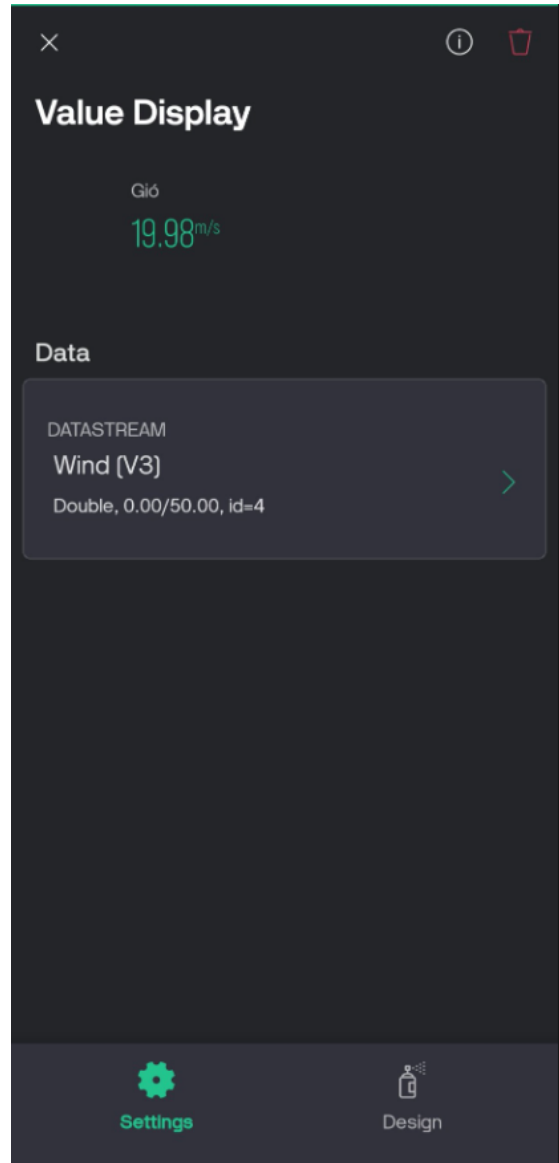 Value Display
Gió
19.98m/s
Data
DATASTREAM
Wind (V3)
Double, 0.00/50.00, id=4
Settings
Design